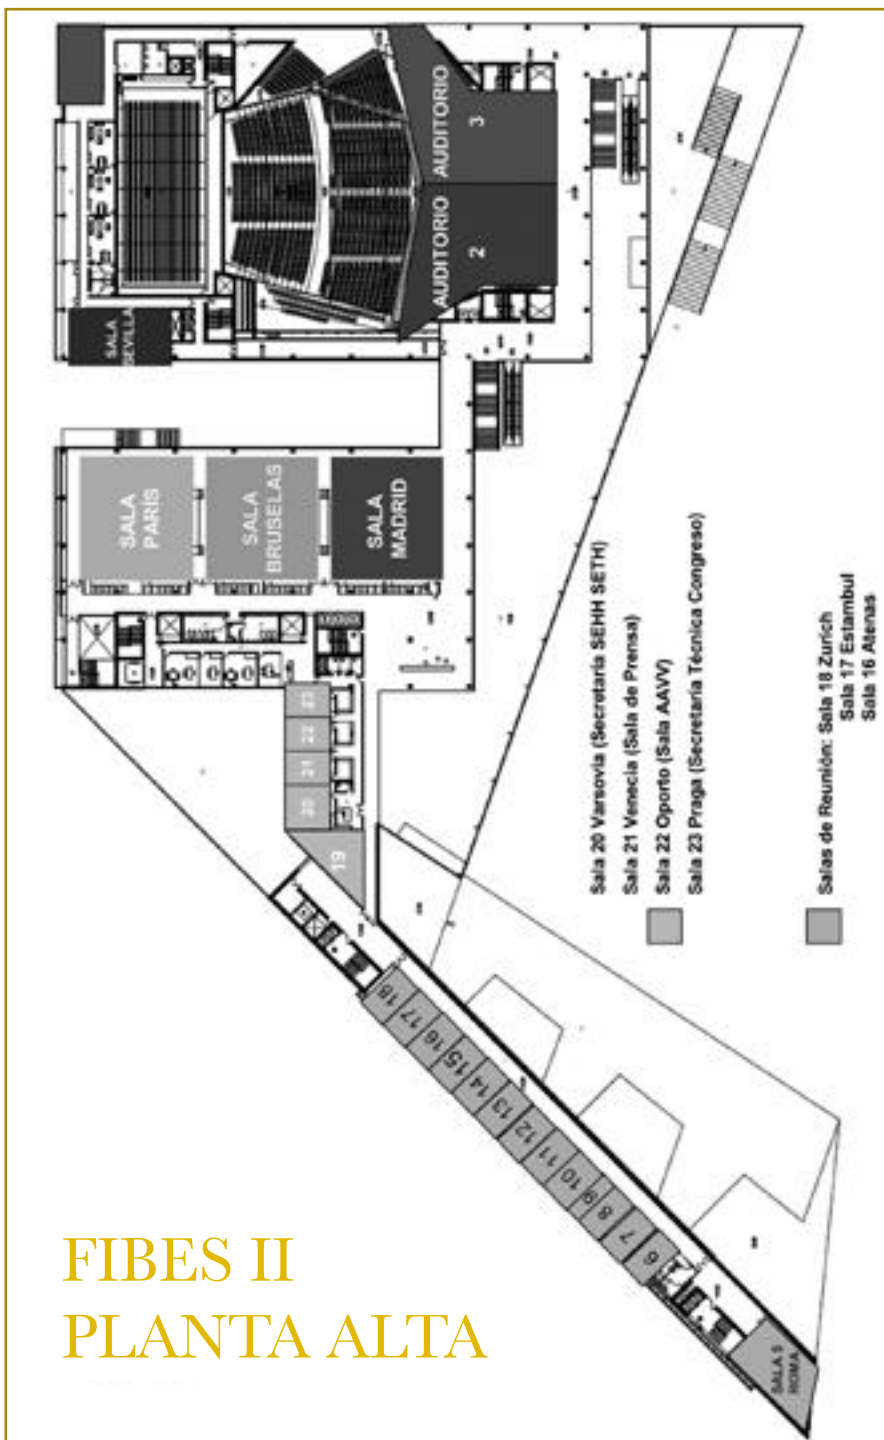 AUDITORIO
3
AUDITORIO
2
SALA
SEVILLA
SALA
PARÍS
SALA
BRUSELAS
SALA
MADRID
23
22
21
20
19
18
17
16
15
14
13
12
11
10
9
8
7
6
SALA 5
ROMA
Sala 20 Varsovia (Secretaría SEHH SETH)
Sala 21 Venecia (Sala de Prensa)
Sala 22 Oporto (Sala AAVV)
Sala 23 Praga (Secretaría Técnica Congreso)
Salas de Reunión: Sala 18 Zurich
Sala 17 Estambul
Sala 16 Atenas
FIBES II
PLANTA ALTA